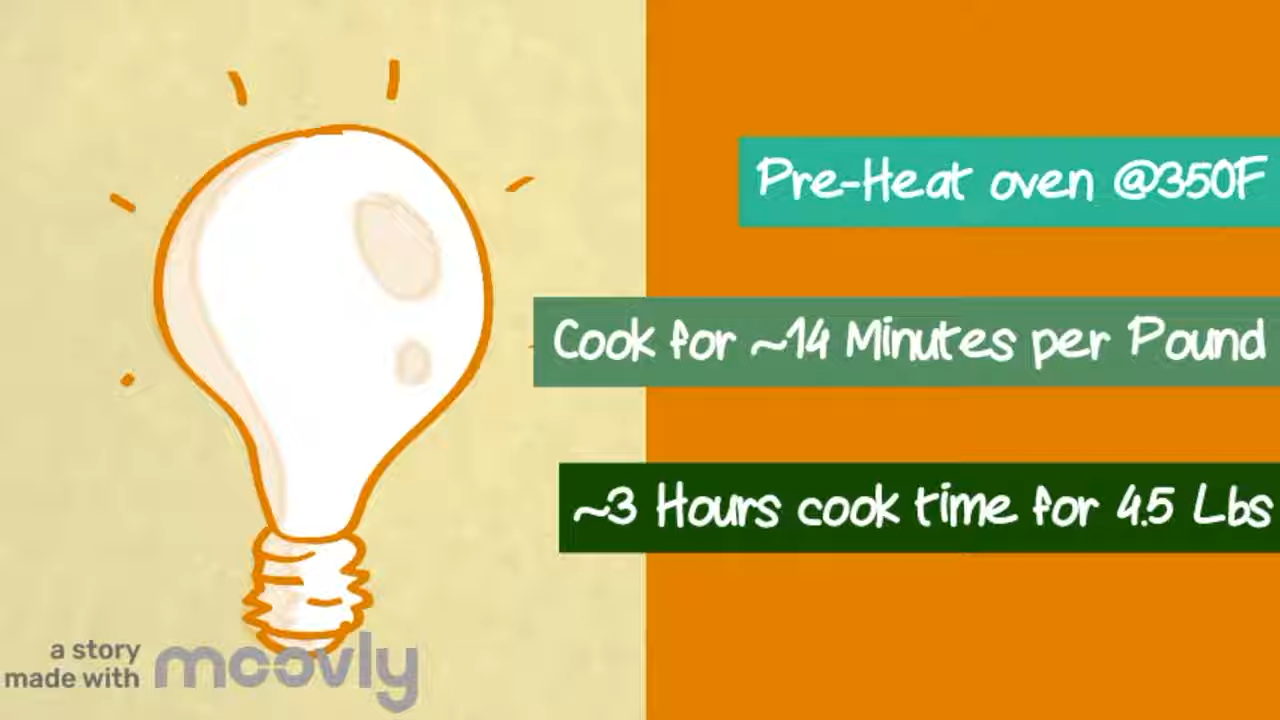 Pre-Heat oven @350F
Cook for ~14 Minutes per Pound
~3 Hours cook time for 4.5 Lbs
a story
made with moovly